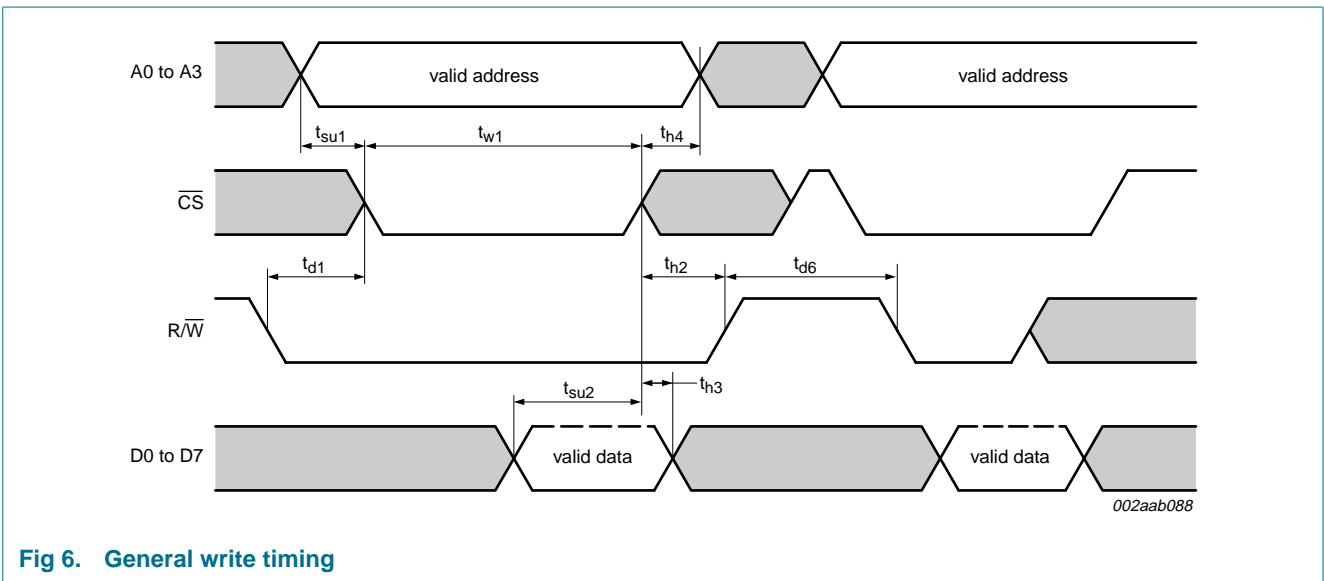 A0 to A3
valid address
valid address
tsu1
tw1
th4
CS
td1
th2
td6
R/W
tsu2
th3
D0 to D7
valid data
valid data
002aab088
Fig 6. General write timing